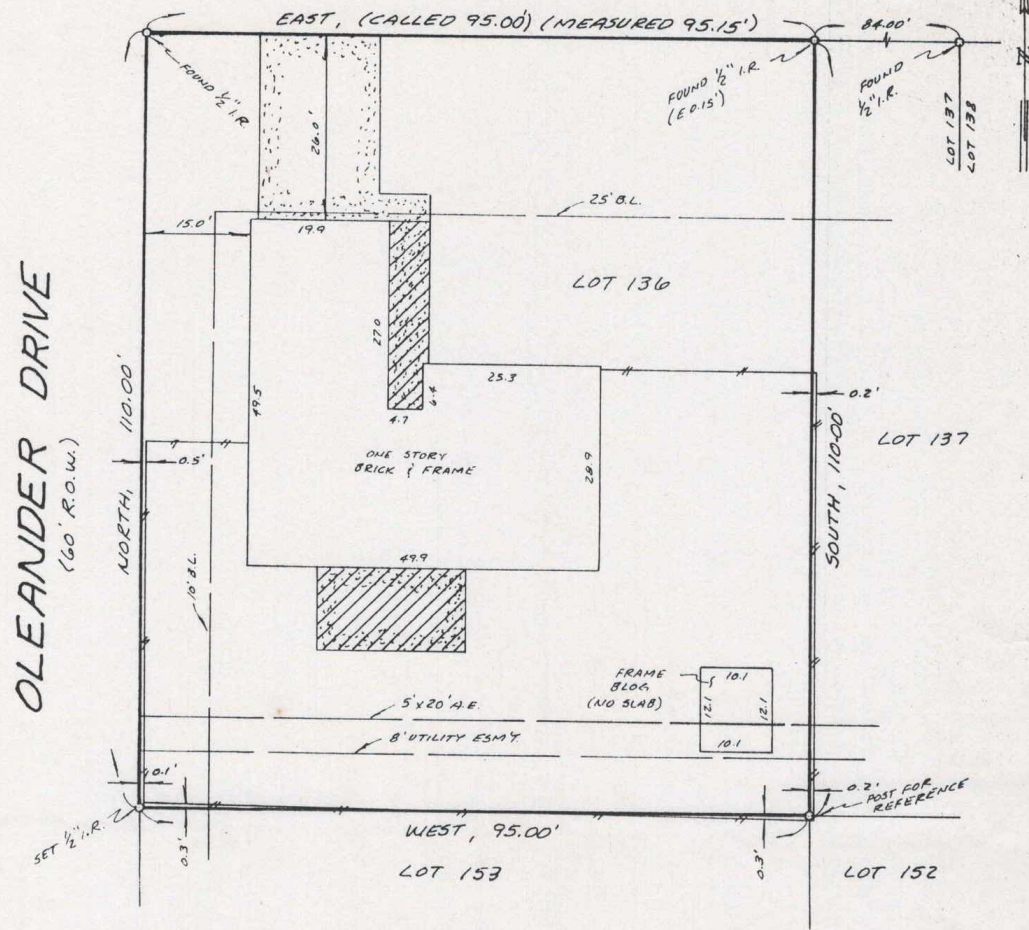 EAST, (CALLED 95.00') (MEASURED 95.15')
84.00'
FOUND 1/2" I.R.
FOUND 1/2" I.R.
(E 0.15')
FOUND
1/2" I.R.
LOT 137
LOT 138
26.0'
25' B.L.
15.0'
19.9
LOT 136
OLEANDER DRIVE
(60' R.O.W.)
NORTH, 110.00'
27.0
25.3
6.4
4.7
49.5
0.2'
LOT 137
ONE STORY
BRICK & FRAME
28.9
0.5'
SOUTH, 110.00'
10' B.L.
49.9
FRAME
BLDG
(NO SLAB)
10.1
12.1
12.1
10.1
5' x 20' A.E.
8' UTILITY ESM'T.
0.1'
0.2'
POST FOR
REFERENCE
SET 1/2" I.R.
0.3'
WEST, 95.00'
0.3'
LOT 153
LOT 152